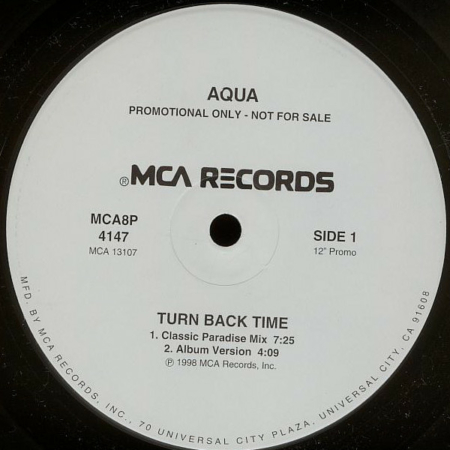 AQUA
PROMOTIONAL ONLY - NOT FOR SALE
®MCA RECORDS
MCA8P
4147
MCA 13107
SIDE 1
12" Promo
TURN BACK TIME
1. Classic Paradise Mix 7:25
2. Album Version 4:09
℗ 1998 MCA Records, Inc.
MFD. BY MCA RECORDS, INC., 70 UNIVERSAL CITY PLAZA, UNIVERSAL CITY, CA 91608